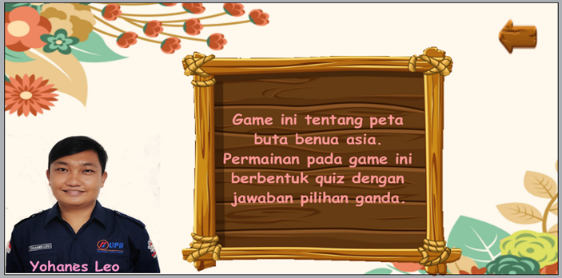 Game ini tentang peta
buta benua asia.
Permainan pada game ini
berbentuk quiz dengan
jawaban pilihan ganda.
UPB
Yohanes Leo